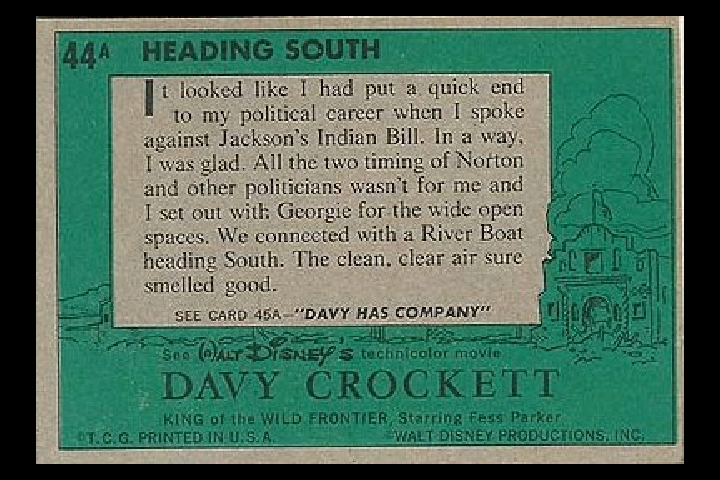 44A HEADING SOUTH
It looked like I had put a quick end
to my political career when I spoke
against Jackson's Indian Bill. In a way,
I was glad. All the two timing of Norton
and other politicians wasn't for me and
I set out with Georgie for the wide open
spaces. We connected with a River Boat
heading South. The clean, clear air sure
smelled good.
SEE CARD 45A—"DAVY HAS COMPANY"
See WALT DISNEY'S technicolor movie
DAVY CROCKETT
KING of the WILD FRONTIER, Starring Fess Parker
©T.C.G. PRINTED IN U.S.A. ©WALT DISNEY PRODUCTIONS, INC.